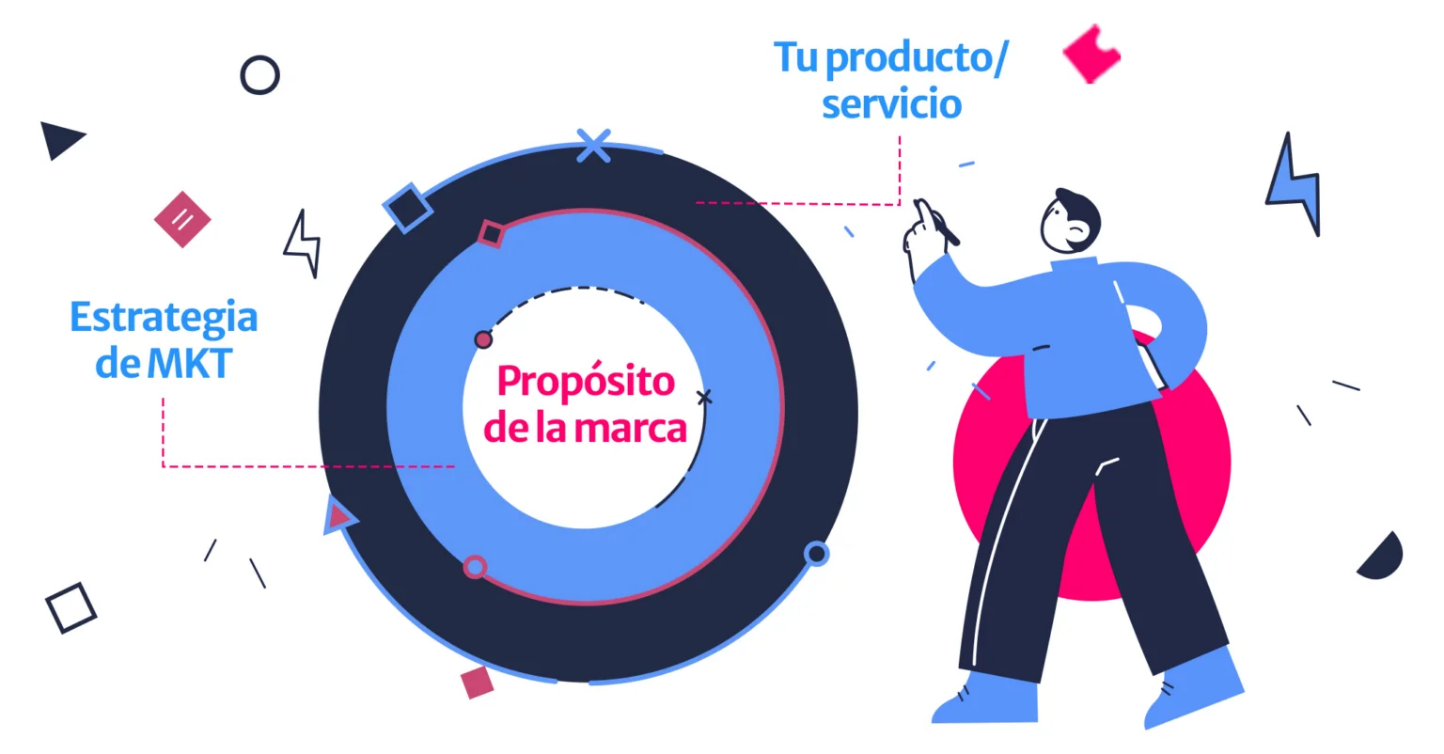 Tu producto/
servicio
Estrategia
de MKT
Propósito
de la marca